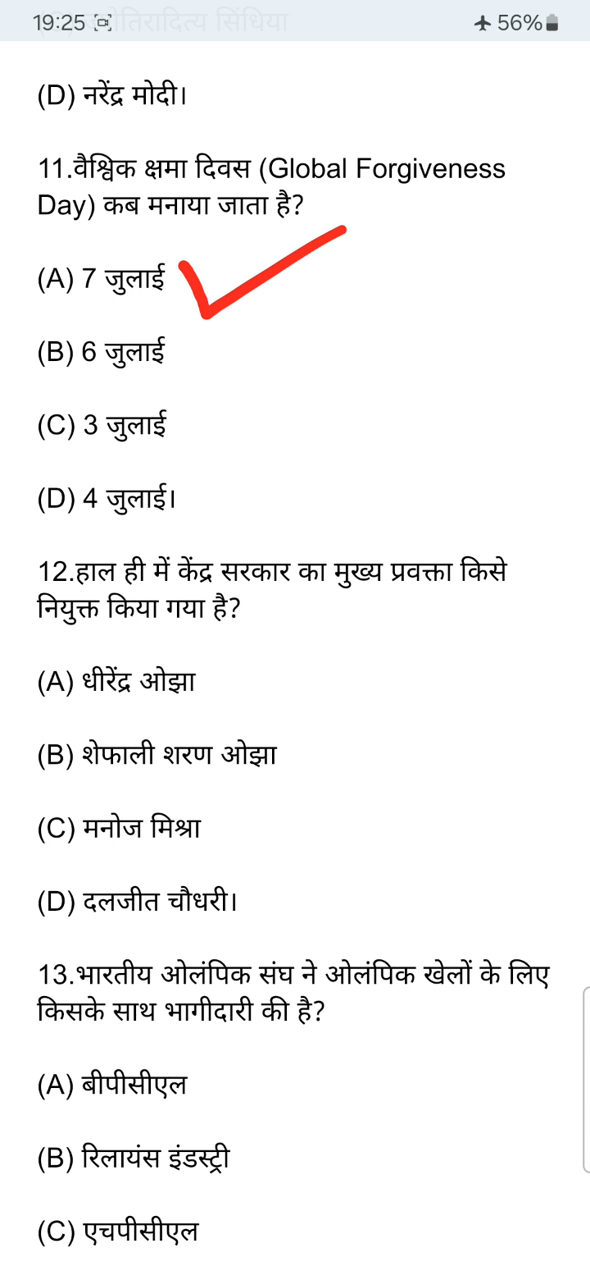 19:25
56%
(D) नरेंद्र मोदी।
11.वैश्विक क्षमा दिवस (Global Forgiveness
Day) कब मनाया जाता है?
(A) 7 जुलाई
(B) 6 जुलाई
(C) 3 जुलाई
(D) 4 जुलाई।
12.हाल ही में केंद्र सरकार का मुख्य प्रवक्ता किसे
नियुक्त किया गया है?
(A) धीरेंद्र ओझा
(B) शेफाली शरण ओझा
(C) मनोज मिश्रा
(D) दलजीत चौधरी।
13.भारतीय ओलंपिक संघ ने ओलंपिक खेलों के लिए
किसके साथ भागीदारी की है?
(A) बीपीसीएल
(B) रिलायंस इंडस्ट्री
(C) एचपीसीएल